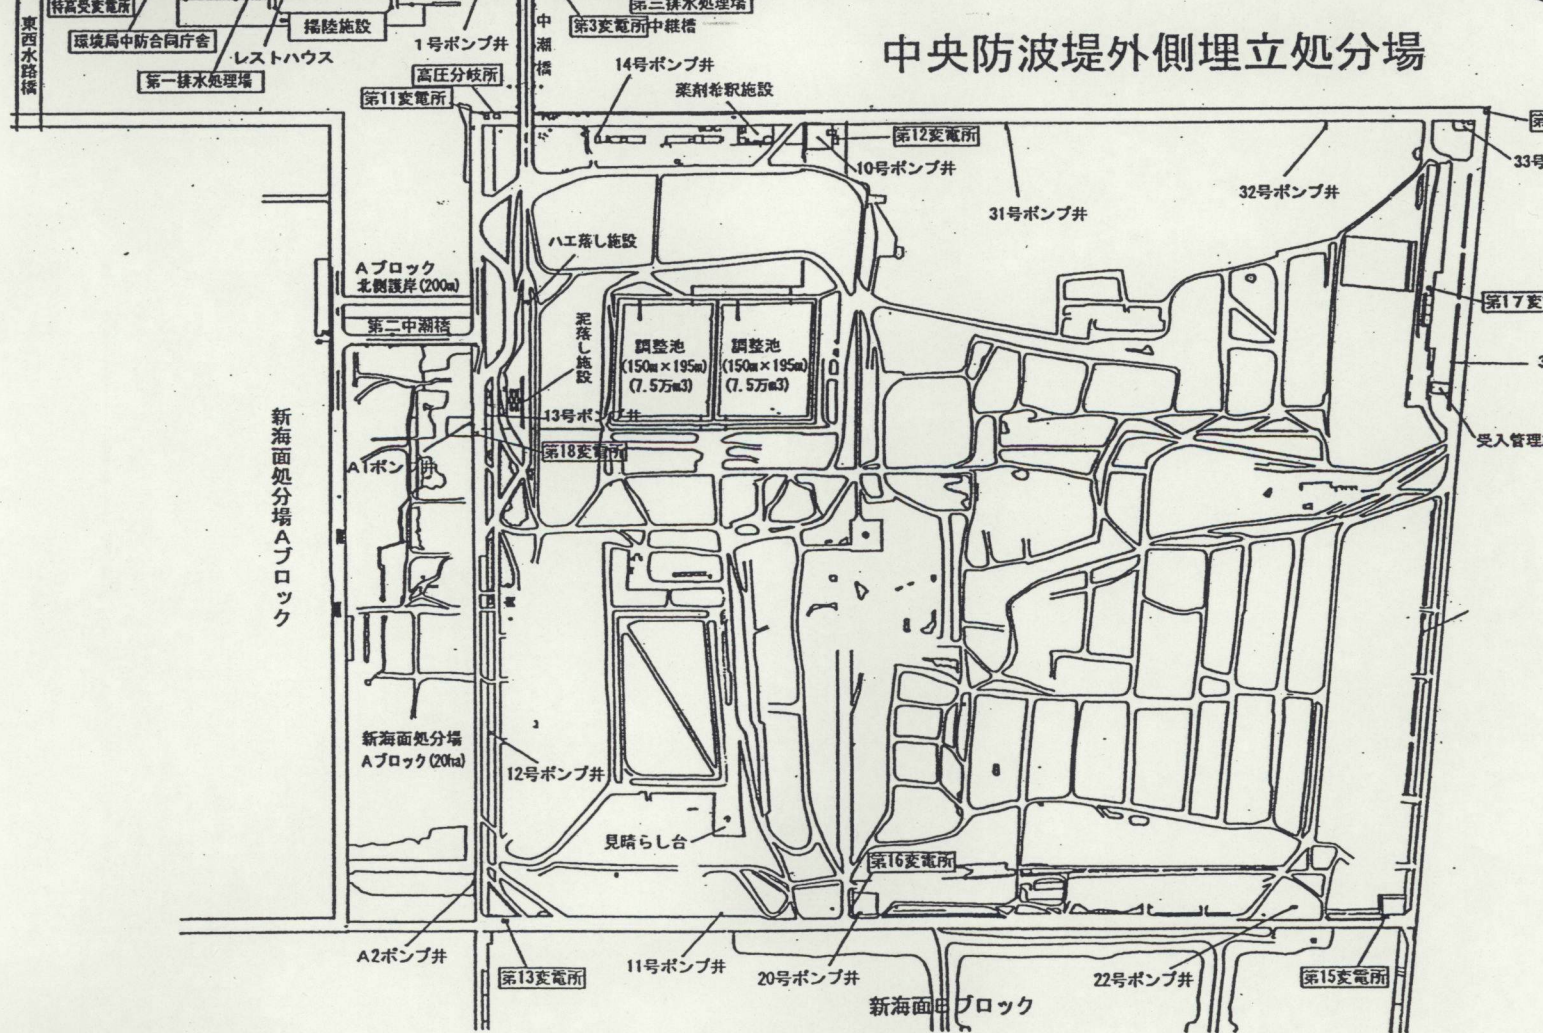 特高受変電所
環境局中防合同庁舎
第一排水処理場
レストハウス
揚陸施設
東西水路橋
1号ポンプ井
高圧分岐所
第11変電所
中潮橋
第三排水処理場
第3変電所
中継橋
14号ポンプ井
薬剤希釈施設
中央防波堤外側埋立処分場
第12変電所
10号ポンプ井
31号ポンプ井
32号ポンプ井
第
33号
ハエ落し施設
Aブロック
北側護岸(200m)
第二中潮橋
泥落し施設
調整池
(150m×195m)
(7.5万m3)
調整池
(150m×195m)
(7.5万m3)
第17変
3
13号ポンプ井
第18変電所
受入管理
A1ポンプ井
新海面処分場Aブロック
新海面処分場
Aブロック(20ha)
12号ポンプ井
見晴らし台
第16変電所
A2ポンプ井
第13変電所
11号ポンプ井
20号ポンプ井
22号ポンプ井
第15変電所
新海面Bブロック